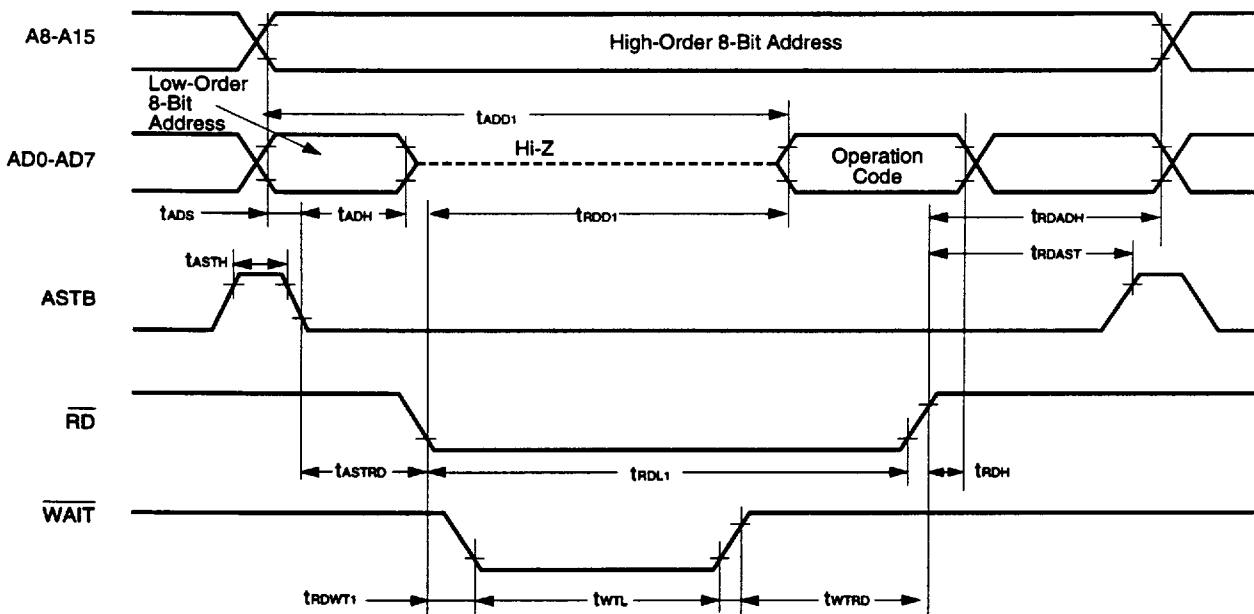 A8-A15
High-Order 8-Bit Address
Low-Order
8-Bit
Address
tADD1
AD0-AD7
Hi-Z
Operation
Code
tADS
tADH
tRDD1
tRDADH
tASTH
tRDAST
ASTB
RD
tASTRD
tRDL1
tRDH
WAIT
tRDWT1
tWTL
tWTRD